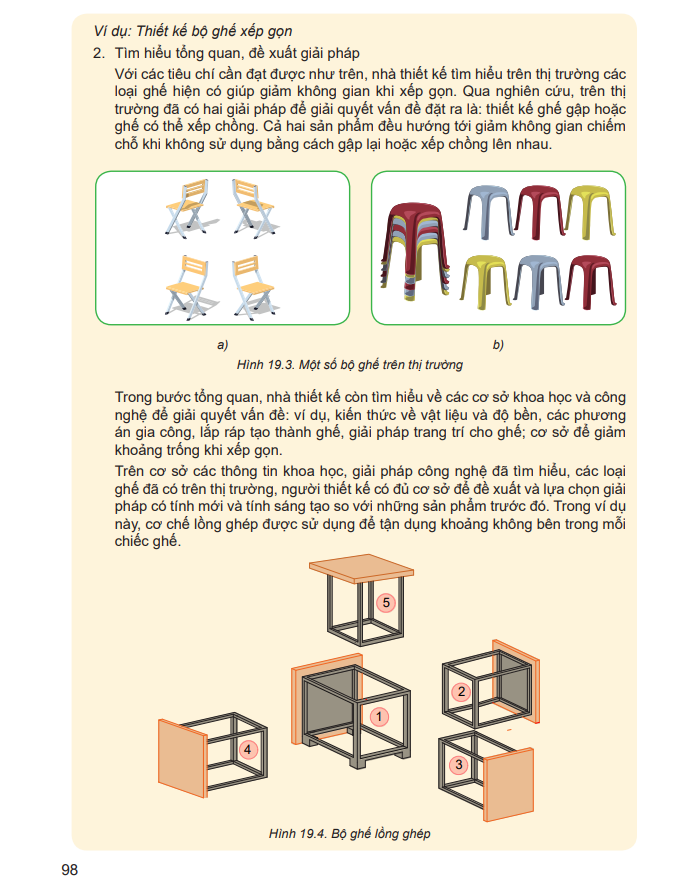 Ví dụ: Thiết kế bộ ghế xếp gọn
2. Tìm hiểu tổng quan, đề xuất giải pháp
Với các tiêu chí cần đạt được như trên, nhà thiết kế tìm hiểu trên thị trường các
loại ghế hiện có giúp giảm không gian khi xếp gọn. Qua nghiên cứu, trên thị
trường đã có hai giải pháp để giải quyết vấn đề đặt ra là: thiết kế ghế gập hoặc
ghế có thể xếp chồng. Cả hai sản phẩm đều hướng tới giảm không gian chiếm
chỗ khi không sử dụng bằng cách gập lại hoặc xếp chồng lên nhau.
a)
b)
Hình 19.3. Một số bộ ghế trên thị trường
Trong bước tổng quan, nhà thiết kế còn tìm hiểu về các cơ sở khoa học và công
nghệ để giải quyết vấn đề: ví dụ, kiến thức về vật liệu và độ bền, các phương
án gia công, lắp ráp tạo thành ghế, giải pháp trang trí cho ghế; cơ sở để giảm
khoảng trống khi xếp gọn.
Trên cơ sở các thông tin khoa học, giải pháp công nghệ đã tìm hiểu, các loại
ghế đã có trên thị trường, người thiết kế có đủ cơ sở để đề xuất và lựa chọn giải
pháp có tính mới và tính sáng tạo so với những sản phẩm trước đó. Trong ví dụ
này, cơ chế lồng ghép được sử dụng để tận dụng khoảng không bên trong mỗi
chiếc ghế.
5
2
1
4
3
Hình 19.4. Bộ ghế lồng ghép
98